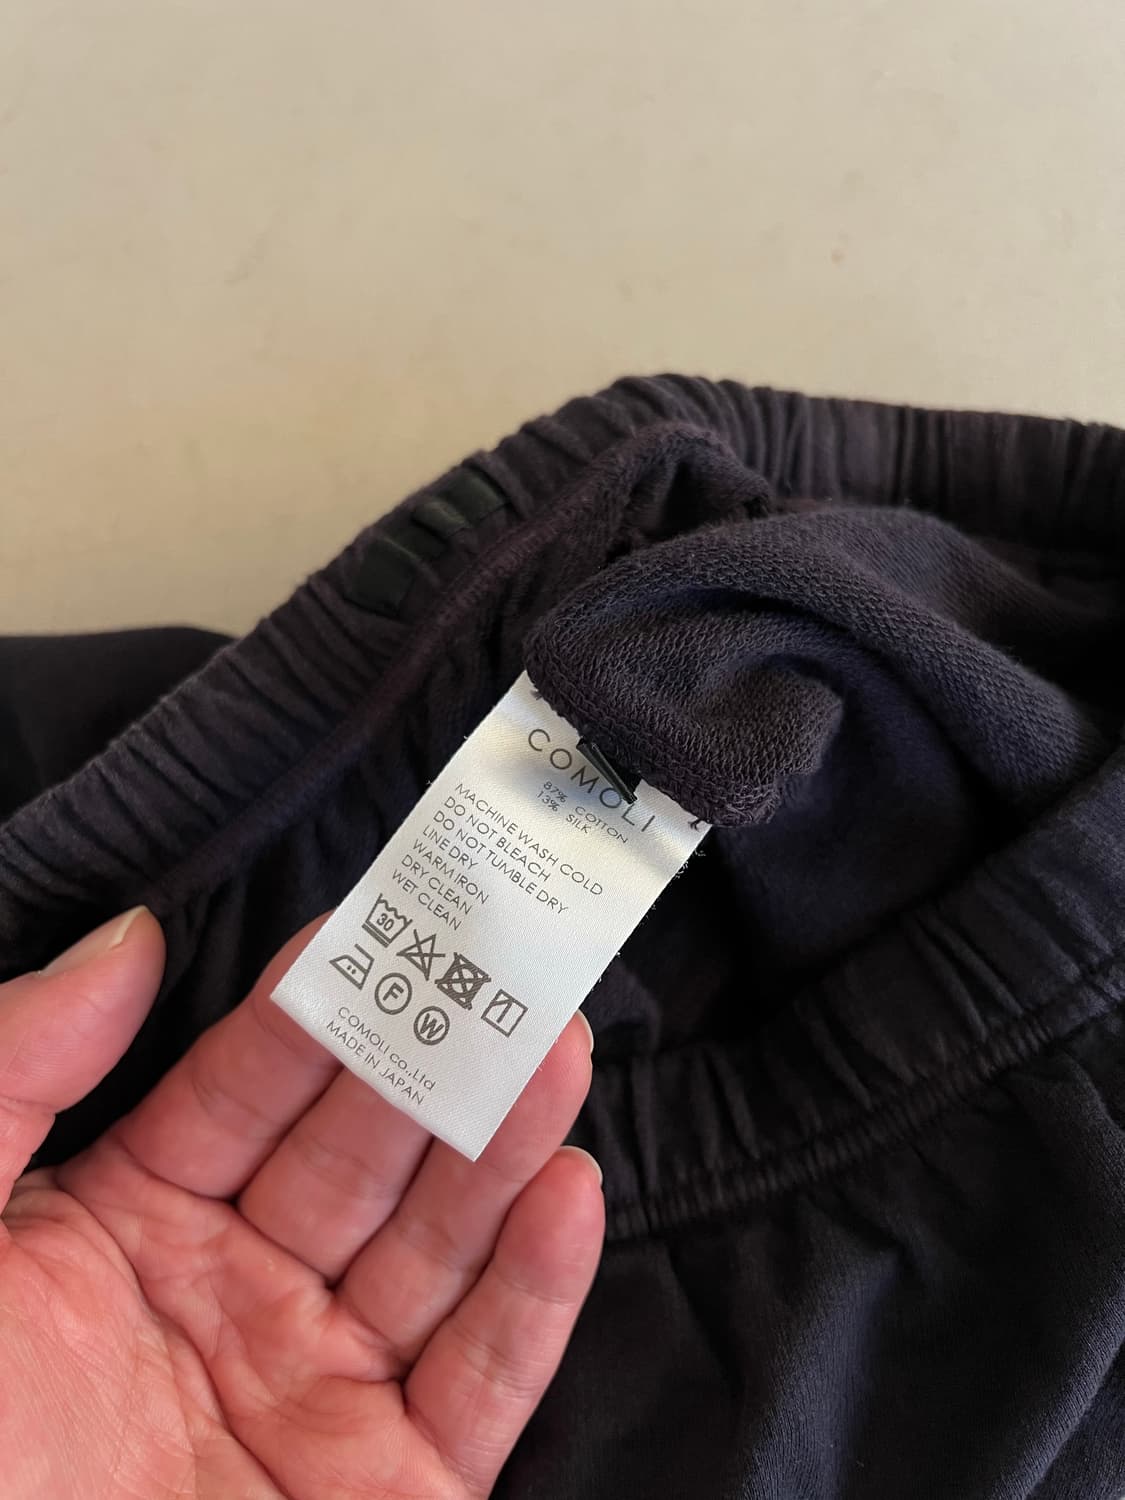 COMOLI
87% COTTON
13% SILK
MACHINE WASH COLD
DO NOT BLEACH
DO NOT TUMBLE DRY
LINE DRY
WARM IRON
DRY CLEAN
WET CLEAN
30
F
W
COMOLI co.,Ltd
MADE IN JAPAN